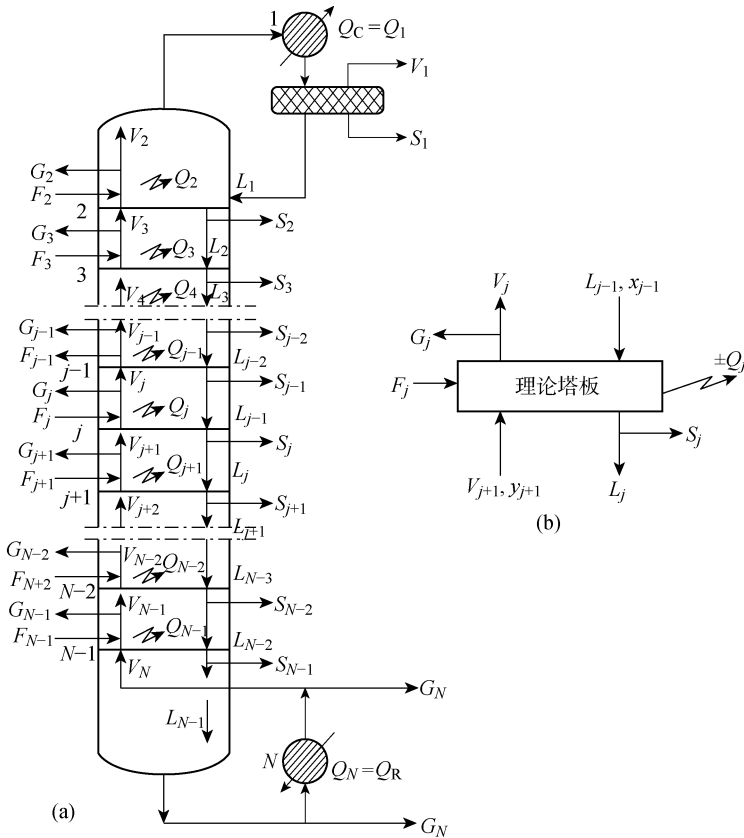 1
Q_C = Q_1
V_1
S_1
V_2
G_2
Q_2
F_2
L_1
2
V_3
S_2
G_3
Q_3
L_2
F_3
3
V_4
Q_4
L_3
S_3
G_{j-1}
V_{j-1}
S_{j-2}
F_{j-1}
Q_{j-1}
L_{j-2}
j-1
G_j
V_j
S_{j-1}
F_j
Q_j
L_{j-1}
j
G_{j+1}
V_{j+1}
S_j
F_{j+1}
Q_{j+1}
L_j
j+1
V_{j+2}
S_{j+1}
L_{j+1}
G_{N-2}
V_{N-2}
Q_{N-2}
F_{N+2}
L_{N-3}
N-2
G_{N-1}
V_{N-1}
S_{N-2}
F_{N-1}
Q_{N-1}
L_{N-2}
N-1
V_N
S_{N-1}
G_N
L_{N-1}
N
Q_N = Q_R
G_N
(a)
V_j
L_{j-1}, x_{j-1}
G_j
±Q_j
F_j
理论塔板
S_j
V_{j+1}, y_{j+1}
L_j
(b)